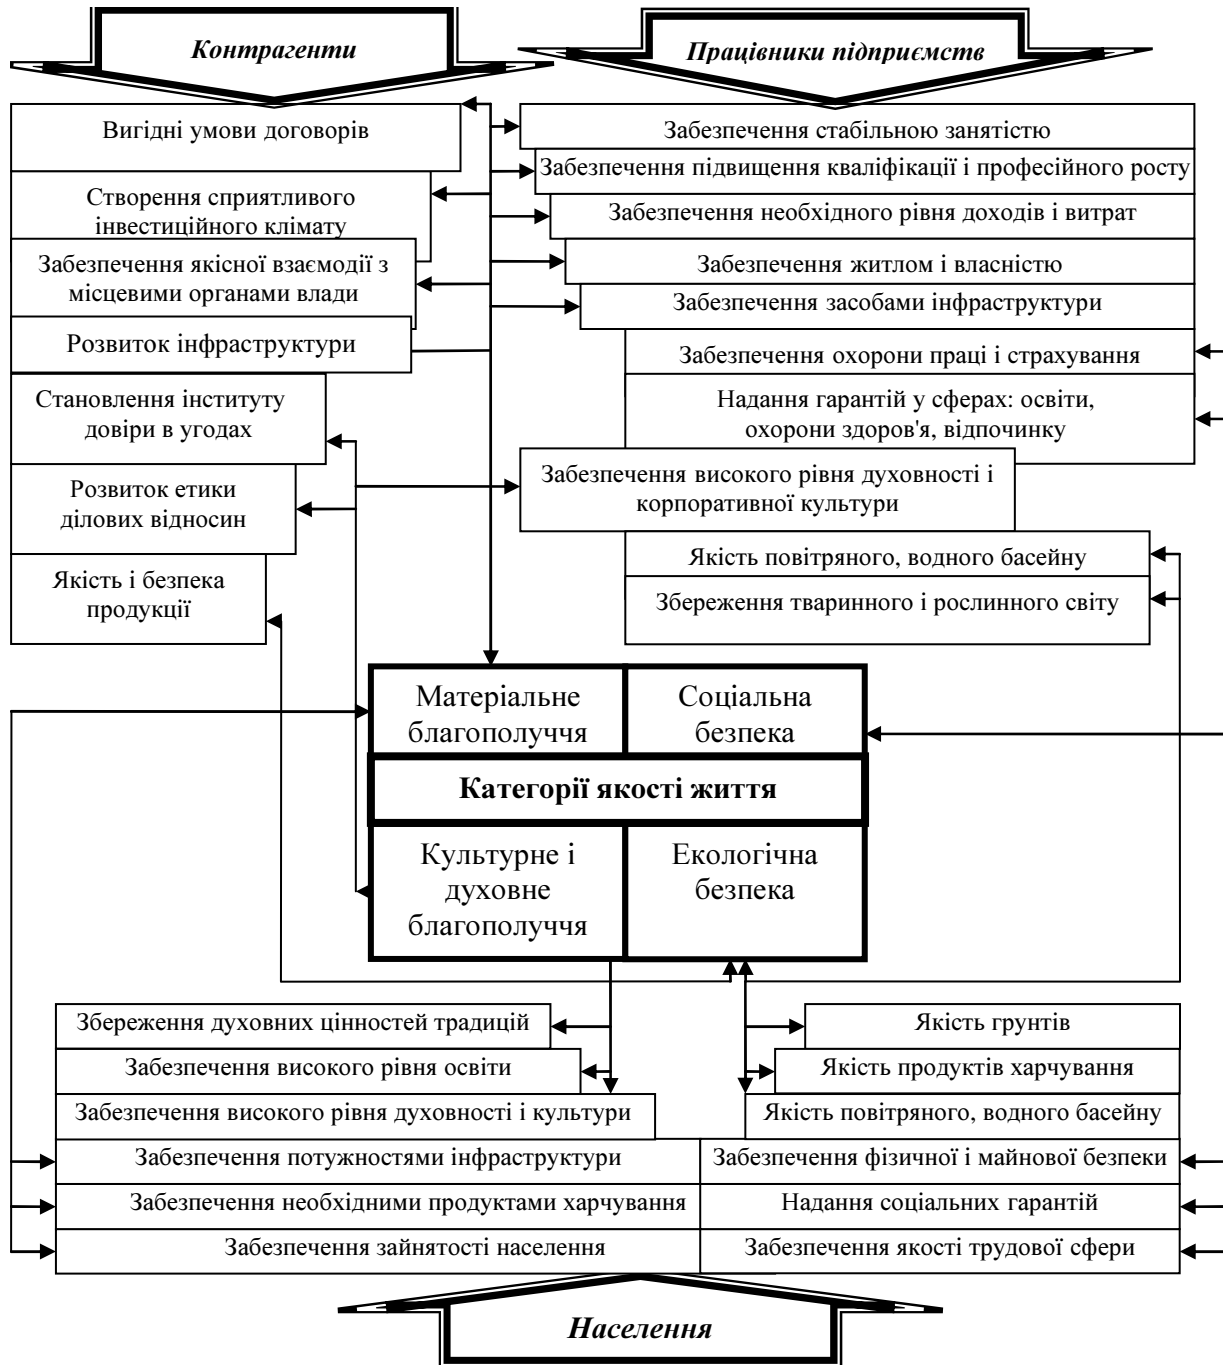 Контрагенти
Працівники підприємств
Вигідні умови договорів
Створення сприятливого
інвестиційного клімату
Забезпечення якісної взаємодії з
місцевими органами влади
Розвиток інфраструктури
Становлення інституту
довіри в угодах
Розвиток етики
ділових відносин
Якість і безпека
продукції
Забезпечення стабільною занятістю
Забезпечення підвищення кваліфікації і професійного росту
Забезпечення необхідного рівня доходів і витрат
Забезпечення житлом і власністю
Забезпечення засобами інфраструктури
Забезпечення охорони праці і страхування
Надання гарантій у сферах: освіти,
охорони здоров'я, відпочинку
Забезпечення високого рівня духовності і
корпоративної культури
Якість повітряного, водного басейну
Збереження тваринного і рослинного світу
Матеріальне
благополуччя
Соціальна
безпека
Категорії якості життя
Культурне і
духовне
благополуччя
Екологічна
безпека
Збереження духовних цінностей традицій
Забезпечення високого рівня освіти
Забезпечення високого рівня духовності і культури
Забезпечення потужностями інфраструктури
Забезпечення необхідними продуктами харчування
Забезпечення зайнятості населення
Якість грунтів
Якість продуктів харчування
Якість повітряного, водного басейну
Забезпечення фізичної і майнової безпеки
Надання соціальних гарантій
Забезпечення якості трудової сфери
Населення